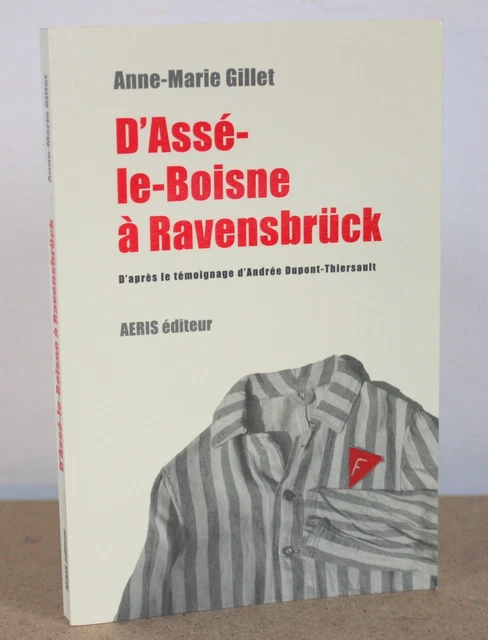 Anne-Marie Gillet
D'Assé-
le-Boisne
à Ravensbrück
D'après le témoignage d'Andrée Dupont-Thiersault
AERIS éditeur
F
Anne-Marie Gillet
D'Assé-le-Boisne à Ravensbrück